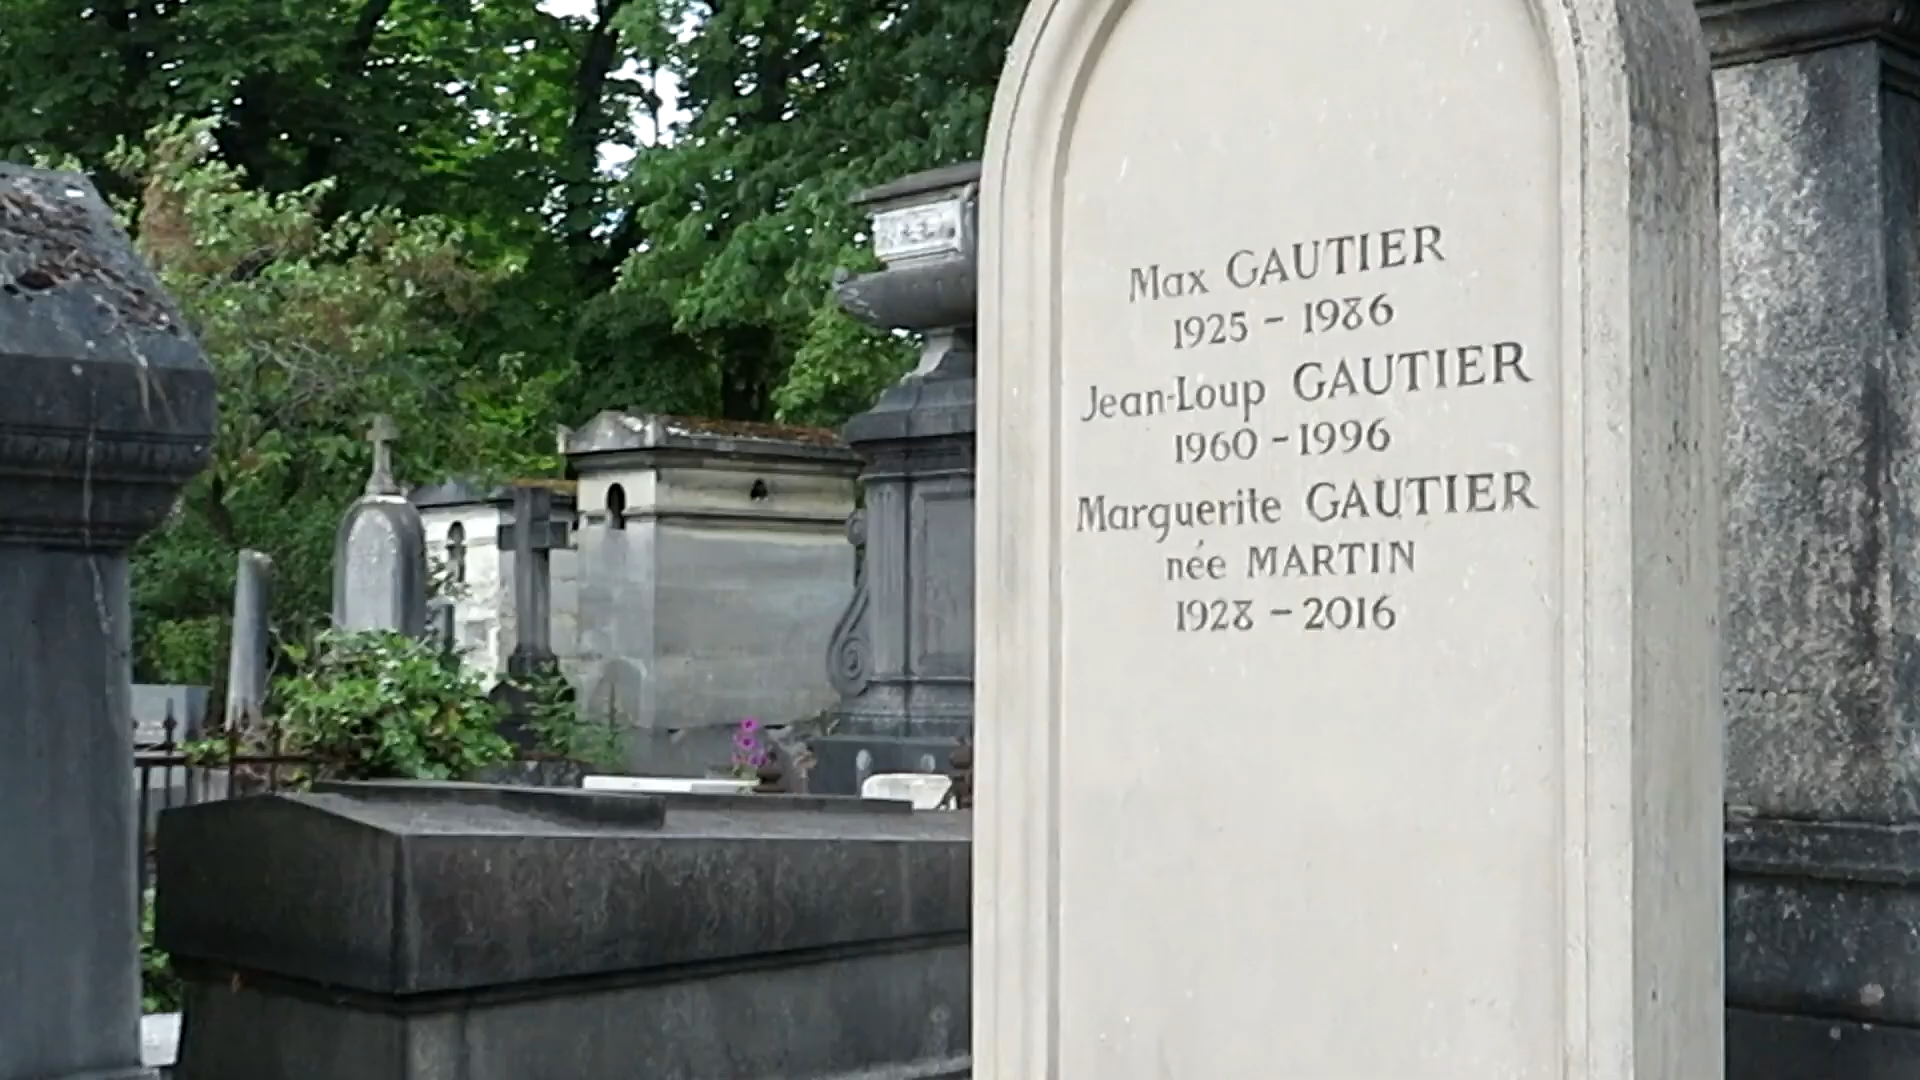 Max GAUTIER
1925 - 1986
Jean-Loup GAUTIER
1960 - 1996
Marguerite GAUTIER
née MARTIN
1928 - 2016